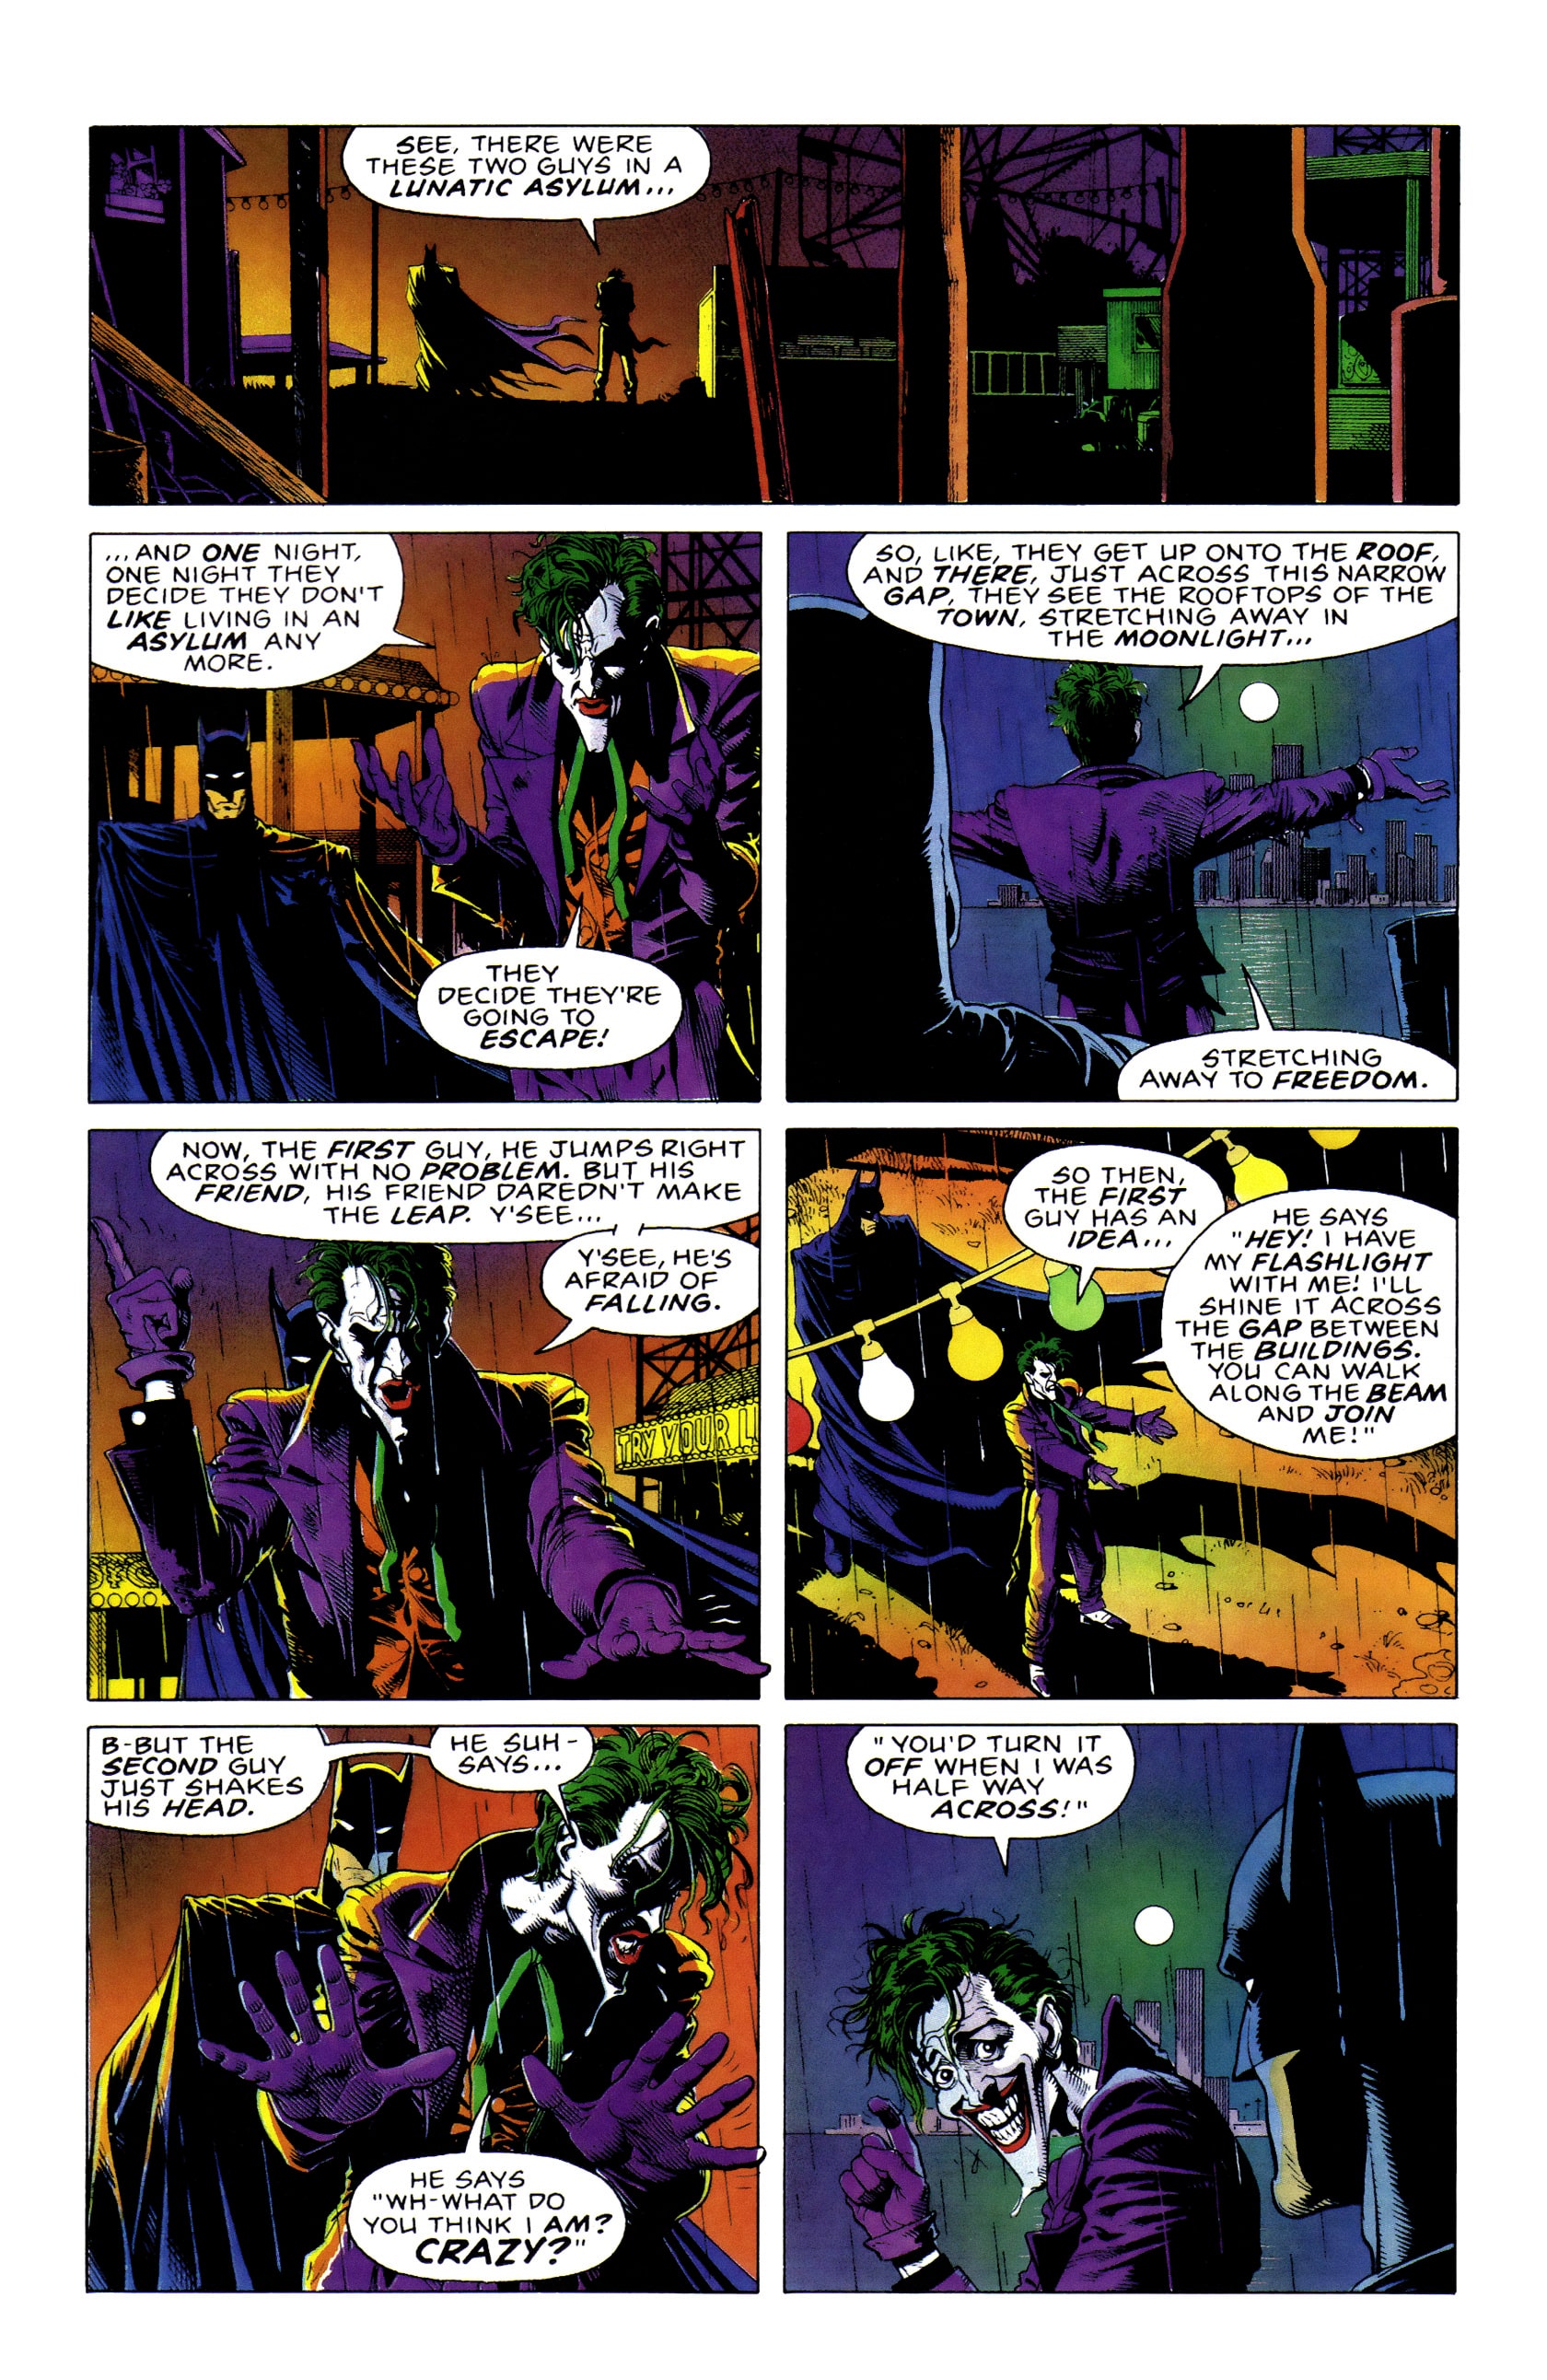 SEE, THERE WERE
THESE TWO GUYS IN A
LUNATIC ASYLUM...
...AND ONE NIGHT,
ONE NIGHT THEY
DECIDE THEY DON'T
LIKE LIVING IN AN
ASYLUM ANY
MORE.
THEY
DECIDE THEY'RE
GOING TO
ESCAPE!
SO, LIKE, THEY GET UP ONTO THE ROOF,
AND THERE, JUST ACROSS THIS NARROW
GAP, THEY SEE THE ROOFTOPS OF THE
TOWN, STRETCHING AWAY IN
THE MOONLIGHT...
STRETCHING
AWAY TO FREEDOM.
NOW, THE FIRST GUY, HE JUMPS RIGHT
ACROSS WITH NO PROBLEM. BUT HIS
FRIEND, HIS FRIEND DAREDN'T MAKE
THE LEAP. Y'SEE...
Y'SEE, HE'S
AFRAID OF
FALLING.
TRY YOUR L
SO THEN,
THE FIRST
GUY HAS AN
IDEA...
HE SAYS
"HEY! I HAVE
MY FLASHLIGHT
WITH ME! I'LL
SHINE IT ACROSS
THE GAP BETWEEN
THE BUILDINGS.
YOU CAN WALK
ALONG THE BEAM
AND JOIN
ME!"
B-BUT THE
SECOND GUY
JUST SHAKES
HIS HEAD.
HE SUH-
SAYS...
HE SAYS
"WH-WHAT DO
YOU THINK I AM?
CRAZY?"
"YOU'D TURN IT
OFF WHEN I WAS
HALF WAY
ACROSS!"